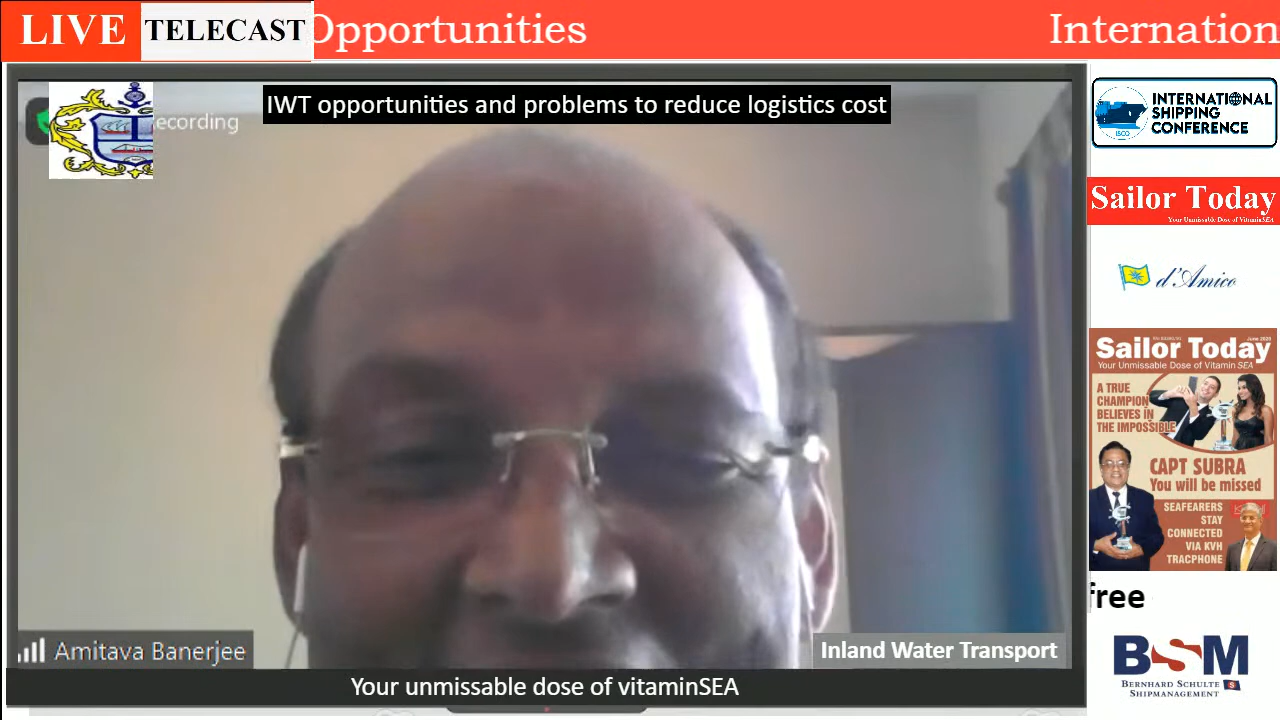 LIVE TELECAST Opportunities Internation
IWT opportunities and problems to reduce logistics cost
ecording
Amitava Banerjee
Inland Water Transport
Your unmissable dose of vitaminSEA
INTERNATIONAL
SHIPPING
CONFERENCE
ISCO
Sailor Today
Your Unmissable Dose of VitaminSEA
d'Amico
June 2020
Sailor Today
Your Unmissable Dose of Vitamin SEA
A TRUE
CHAMPION
BELIEVES IN
THE IMPOSSIBLE
CAPT SUBRA
You will be missed
SEAFEARERS
STAY
CONNECTED
VIA KVH
TRACPHONE
free
BSM
BERNHARD SCHULTE
SHIPMANAGEMENT